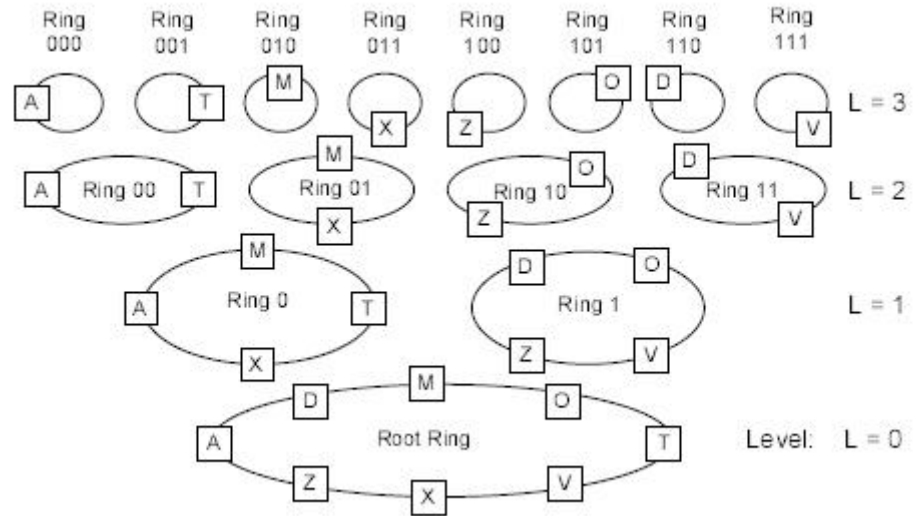 Ring 000 Ring 001 Ring 010 Ring 011 Ring 100 Ring 101 Ring 110 Ring 111
A T M X Z O D V L = 3
A Ring 00 T M Ring 01 X Z Ring 10 O D Ring 11 V L = 2
M D O
A Ring 0 T Ring 1 L = 1
X Z V
D M O
A Root Ring T Level: L = 0
Z X V